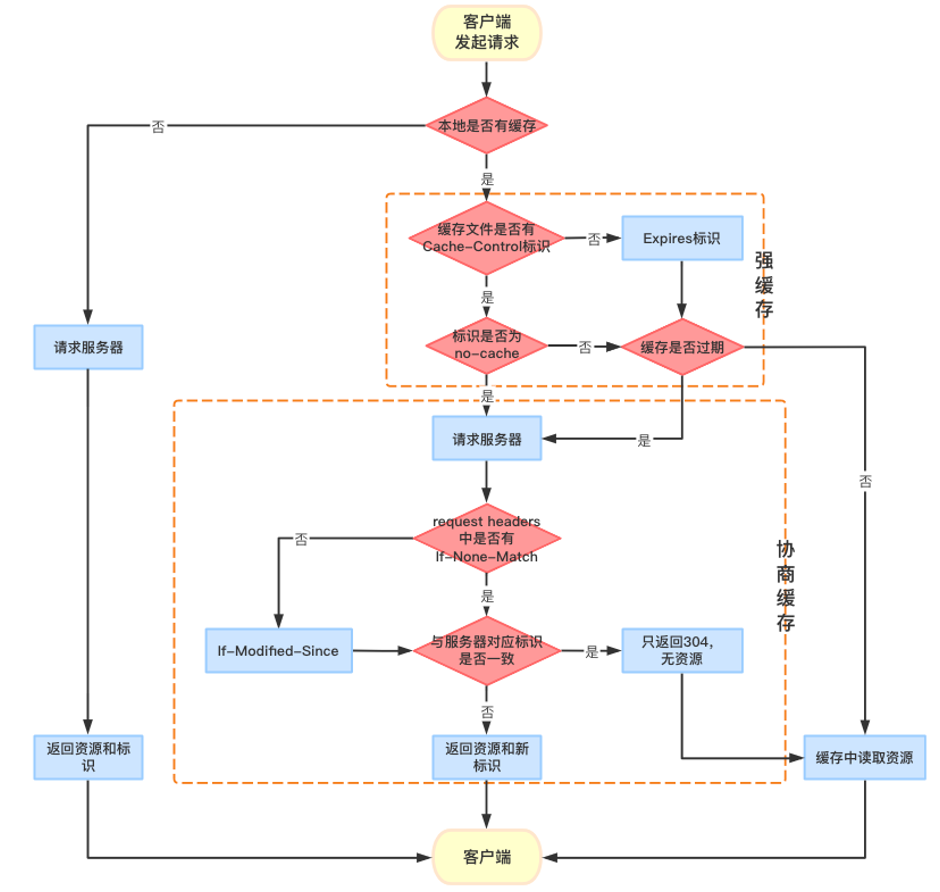 客户端
发起请求
本地是否有缓存
否
是
缓存文件是否有
Cache-Control标识
否
Expires标识
强
缓
存
是
标识是否为
no-cache
否
缓存是否过期
请求服务器
是
请求服务器
是
否
request headers
中是否有
If-None-Match
否
协
商
缓
存
是
If-Modified-Since
与服务器对应标识
是否一致
是
只返回304,
无资源
否
返回资源和标
识
返回资源和新
标识
缓存中读取资源
客户端